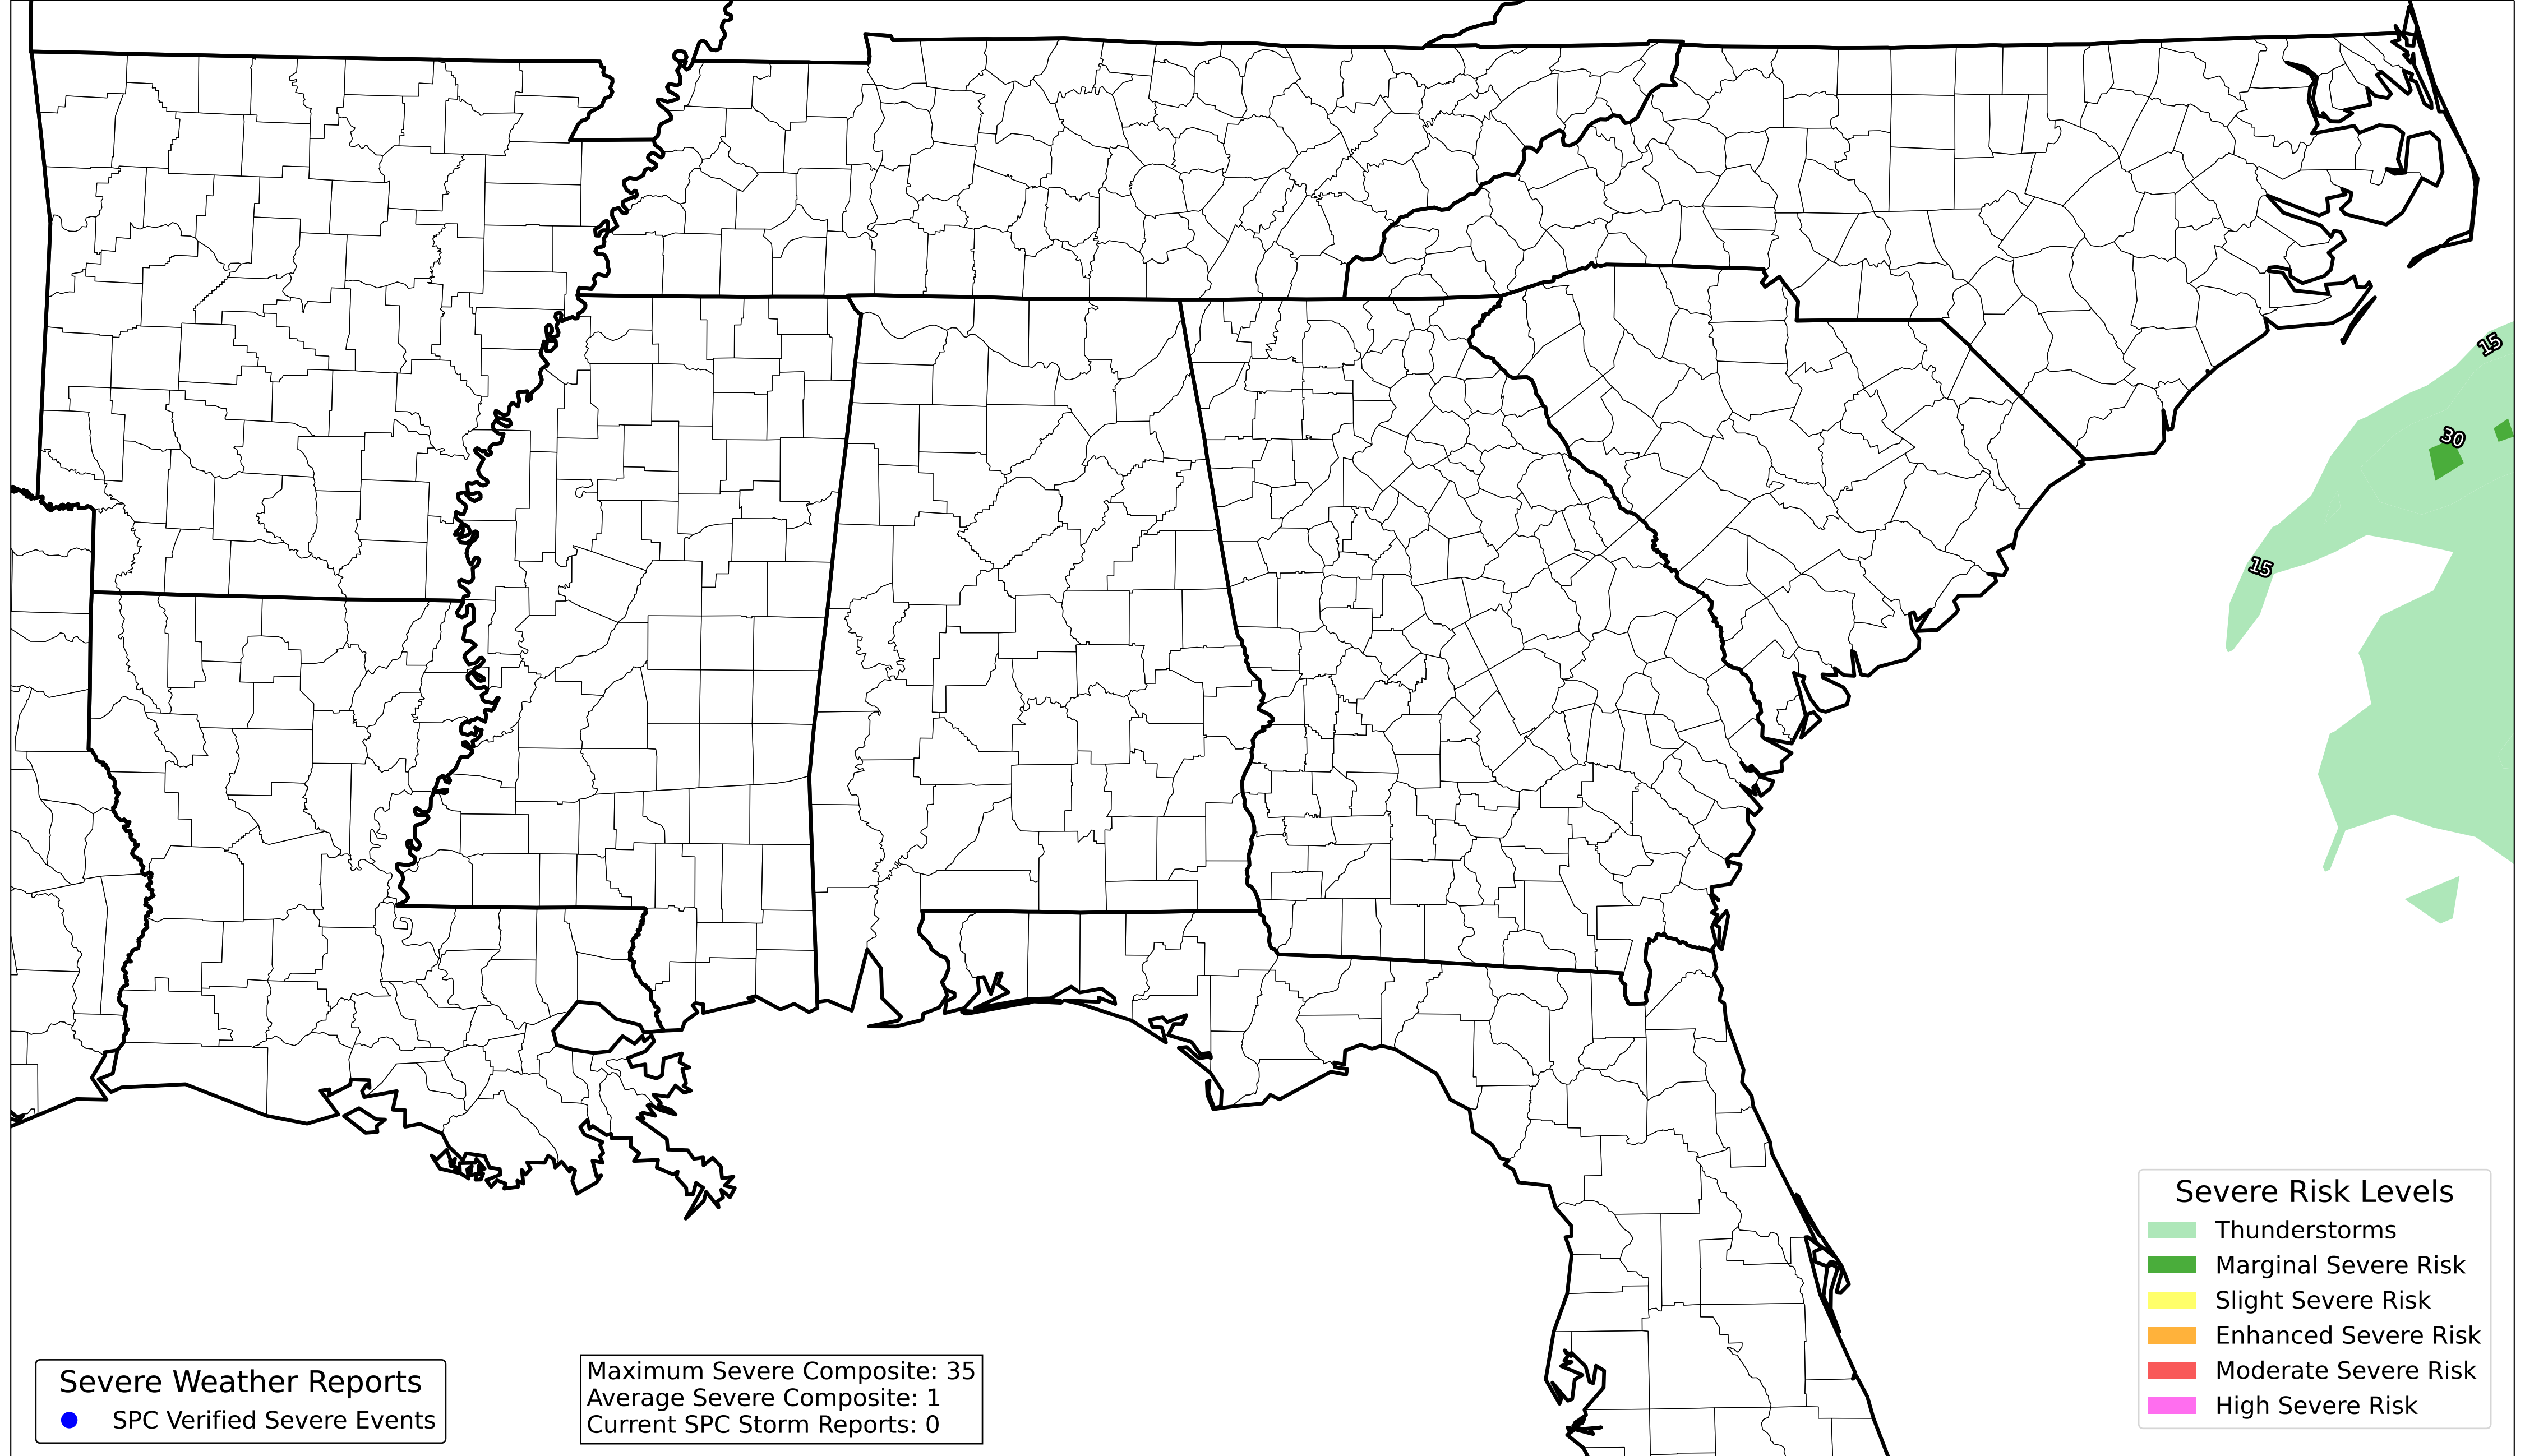 15
30
15
Severe Risk Levels
Thunderstorms
Marginal Severe Risk
Slight Severe Risk
Enhanced Severe Risk
Moderate Severe Risk
High Severe Risk
Severe Weather Reports
SPC Verified Severe Events
Maximum Severe Composite: 35
Average Severe Composite: 1
Current SPC Storm Reports: 0